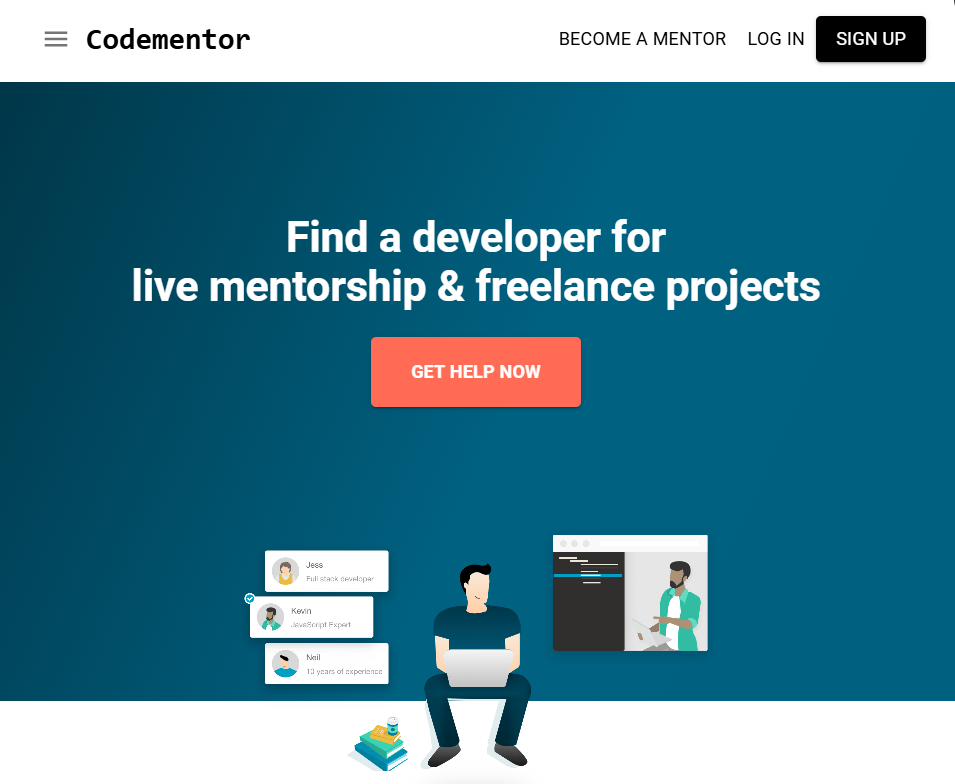 Codementor
BECOME A MENTOR
LOG IN
SIGN UP
Find a developer for
live mentorship & freelance projects
GET HELP NOW
Jess
Full stack developer
Kevin
JavaScript Expert
Neil
10 years of experience